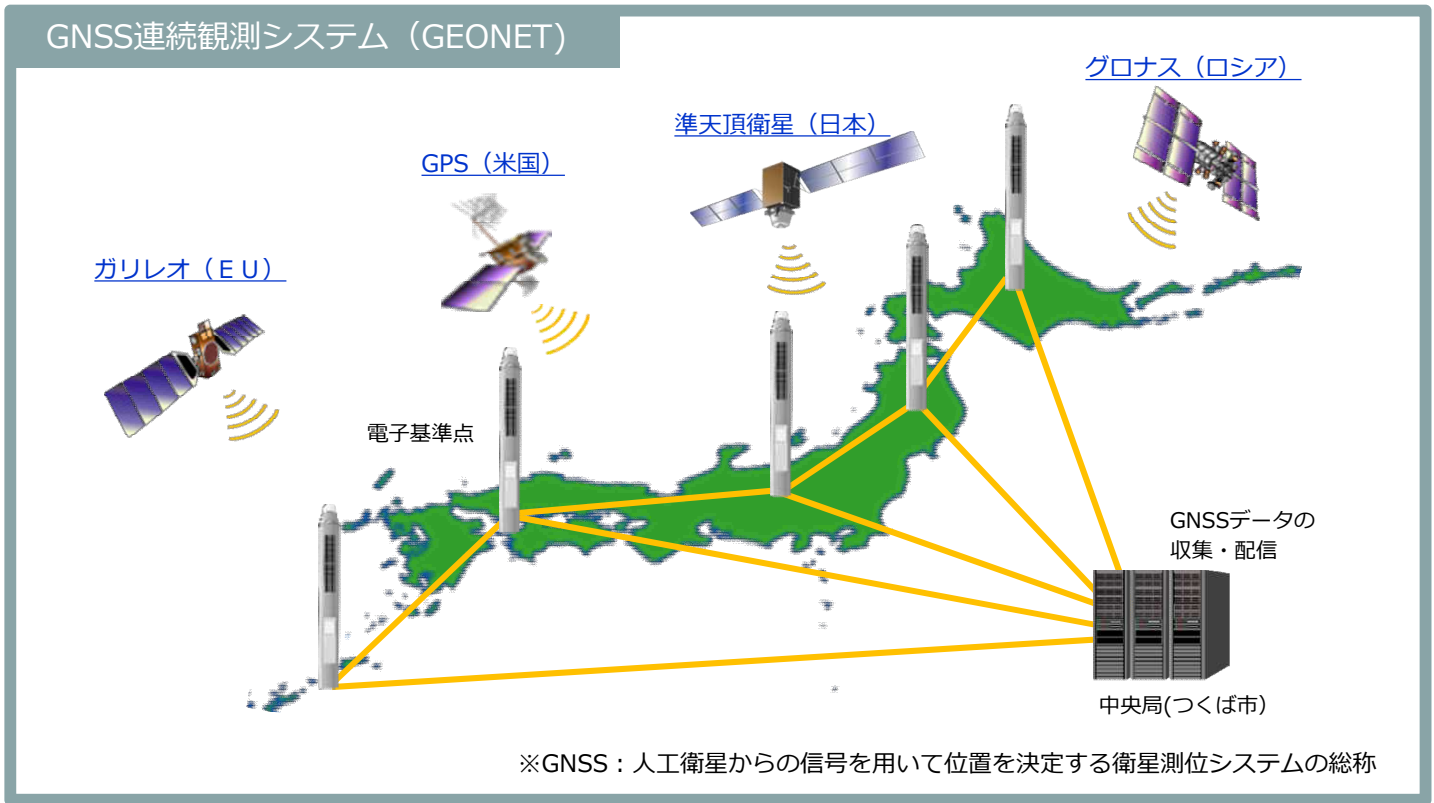 GNSS連続観測システム（GEONET)
グロナス（ロシア）
準天頂衛星（日本）
GPS（米国）
ガリレオ（ＥＵ）
電子基準点
GNSSデータの
収集・配信
中央局(つくば市）
※GNSS：人工衛星からの信号を用いて位置を決定する衛星測位システムの総称